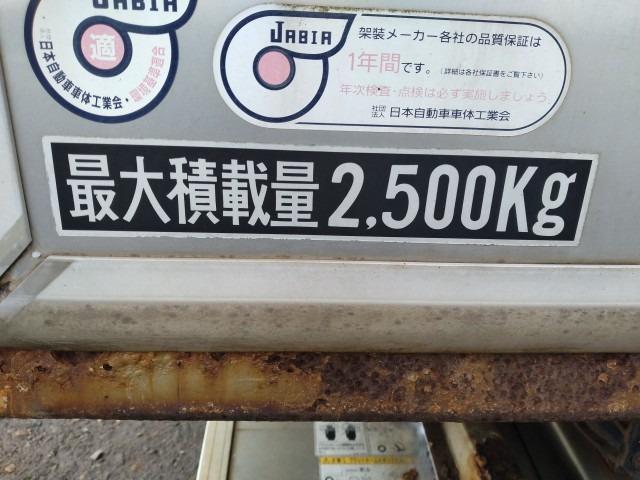 JABIA
適
日本自動車車体工業会
JABIA
架装メーカー各社の品質保証は
1年間です。(詳細は各社保証書をご覧下さい)
年次検査・点検は必ず実施しましょう。
社団法人 日本自動車車体工業会
最大積載量 2,500Kg